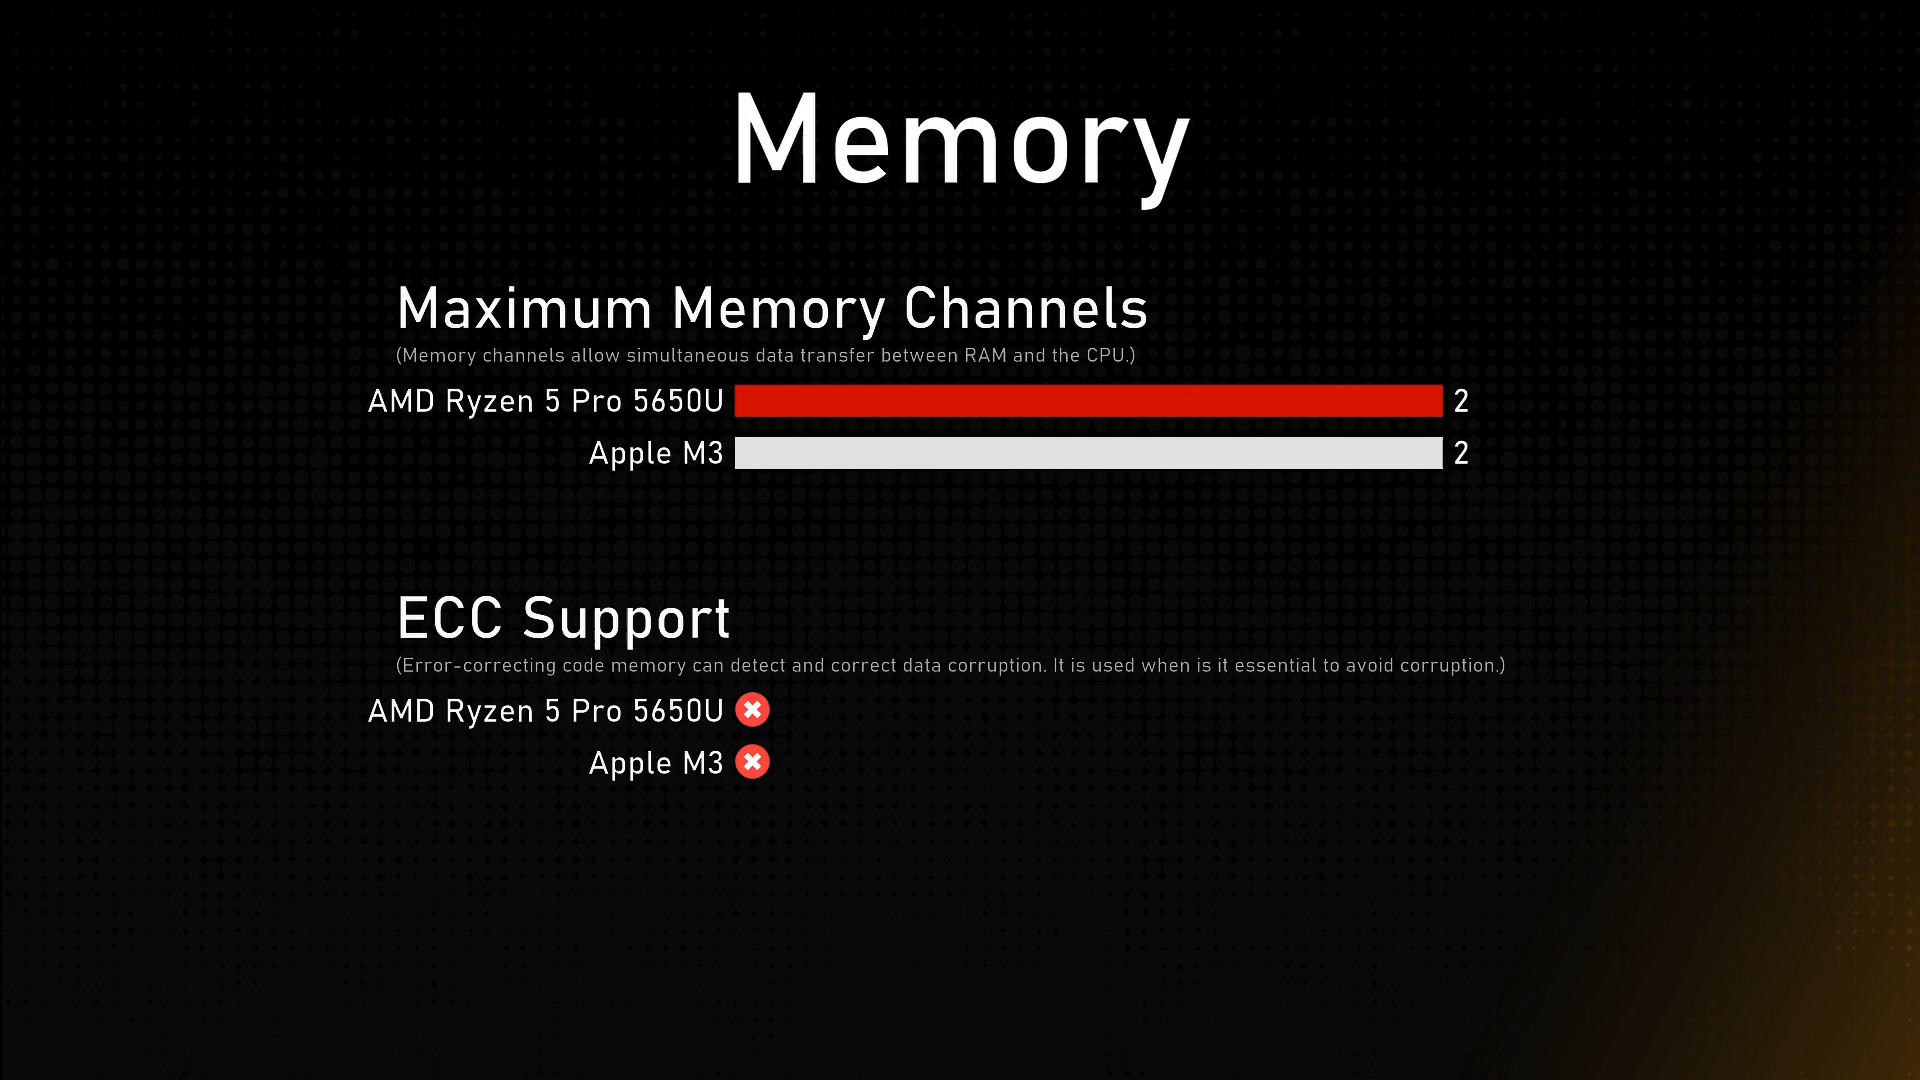 Memory
Maximum Memory Channels
(Memory channels allow simultaneous data transfer between RAM and the CPU.)
AMD Ryzen 5 Pro 5650U 2
Apple M3 2
ECC Support
(Error-correcting code memory can detect and correct data corruption. It is used when is it essential to avoid corruption.)
AMD Ryzen 5 Pro 5650U
Apple M3